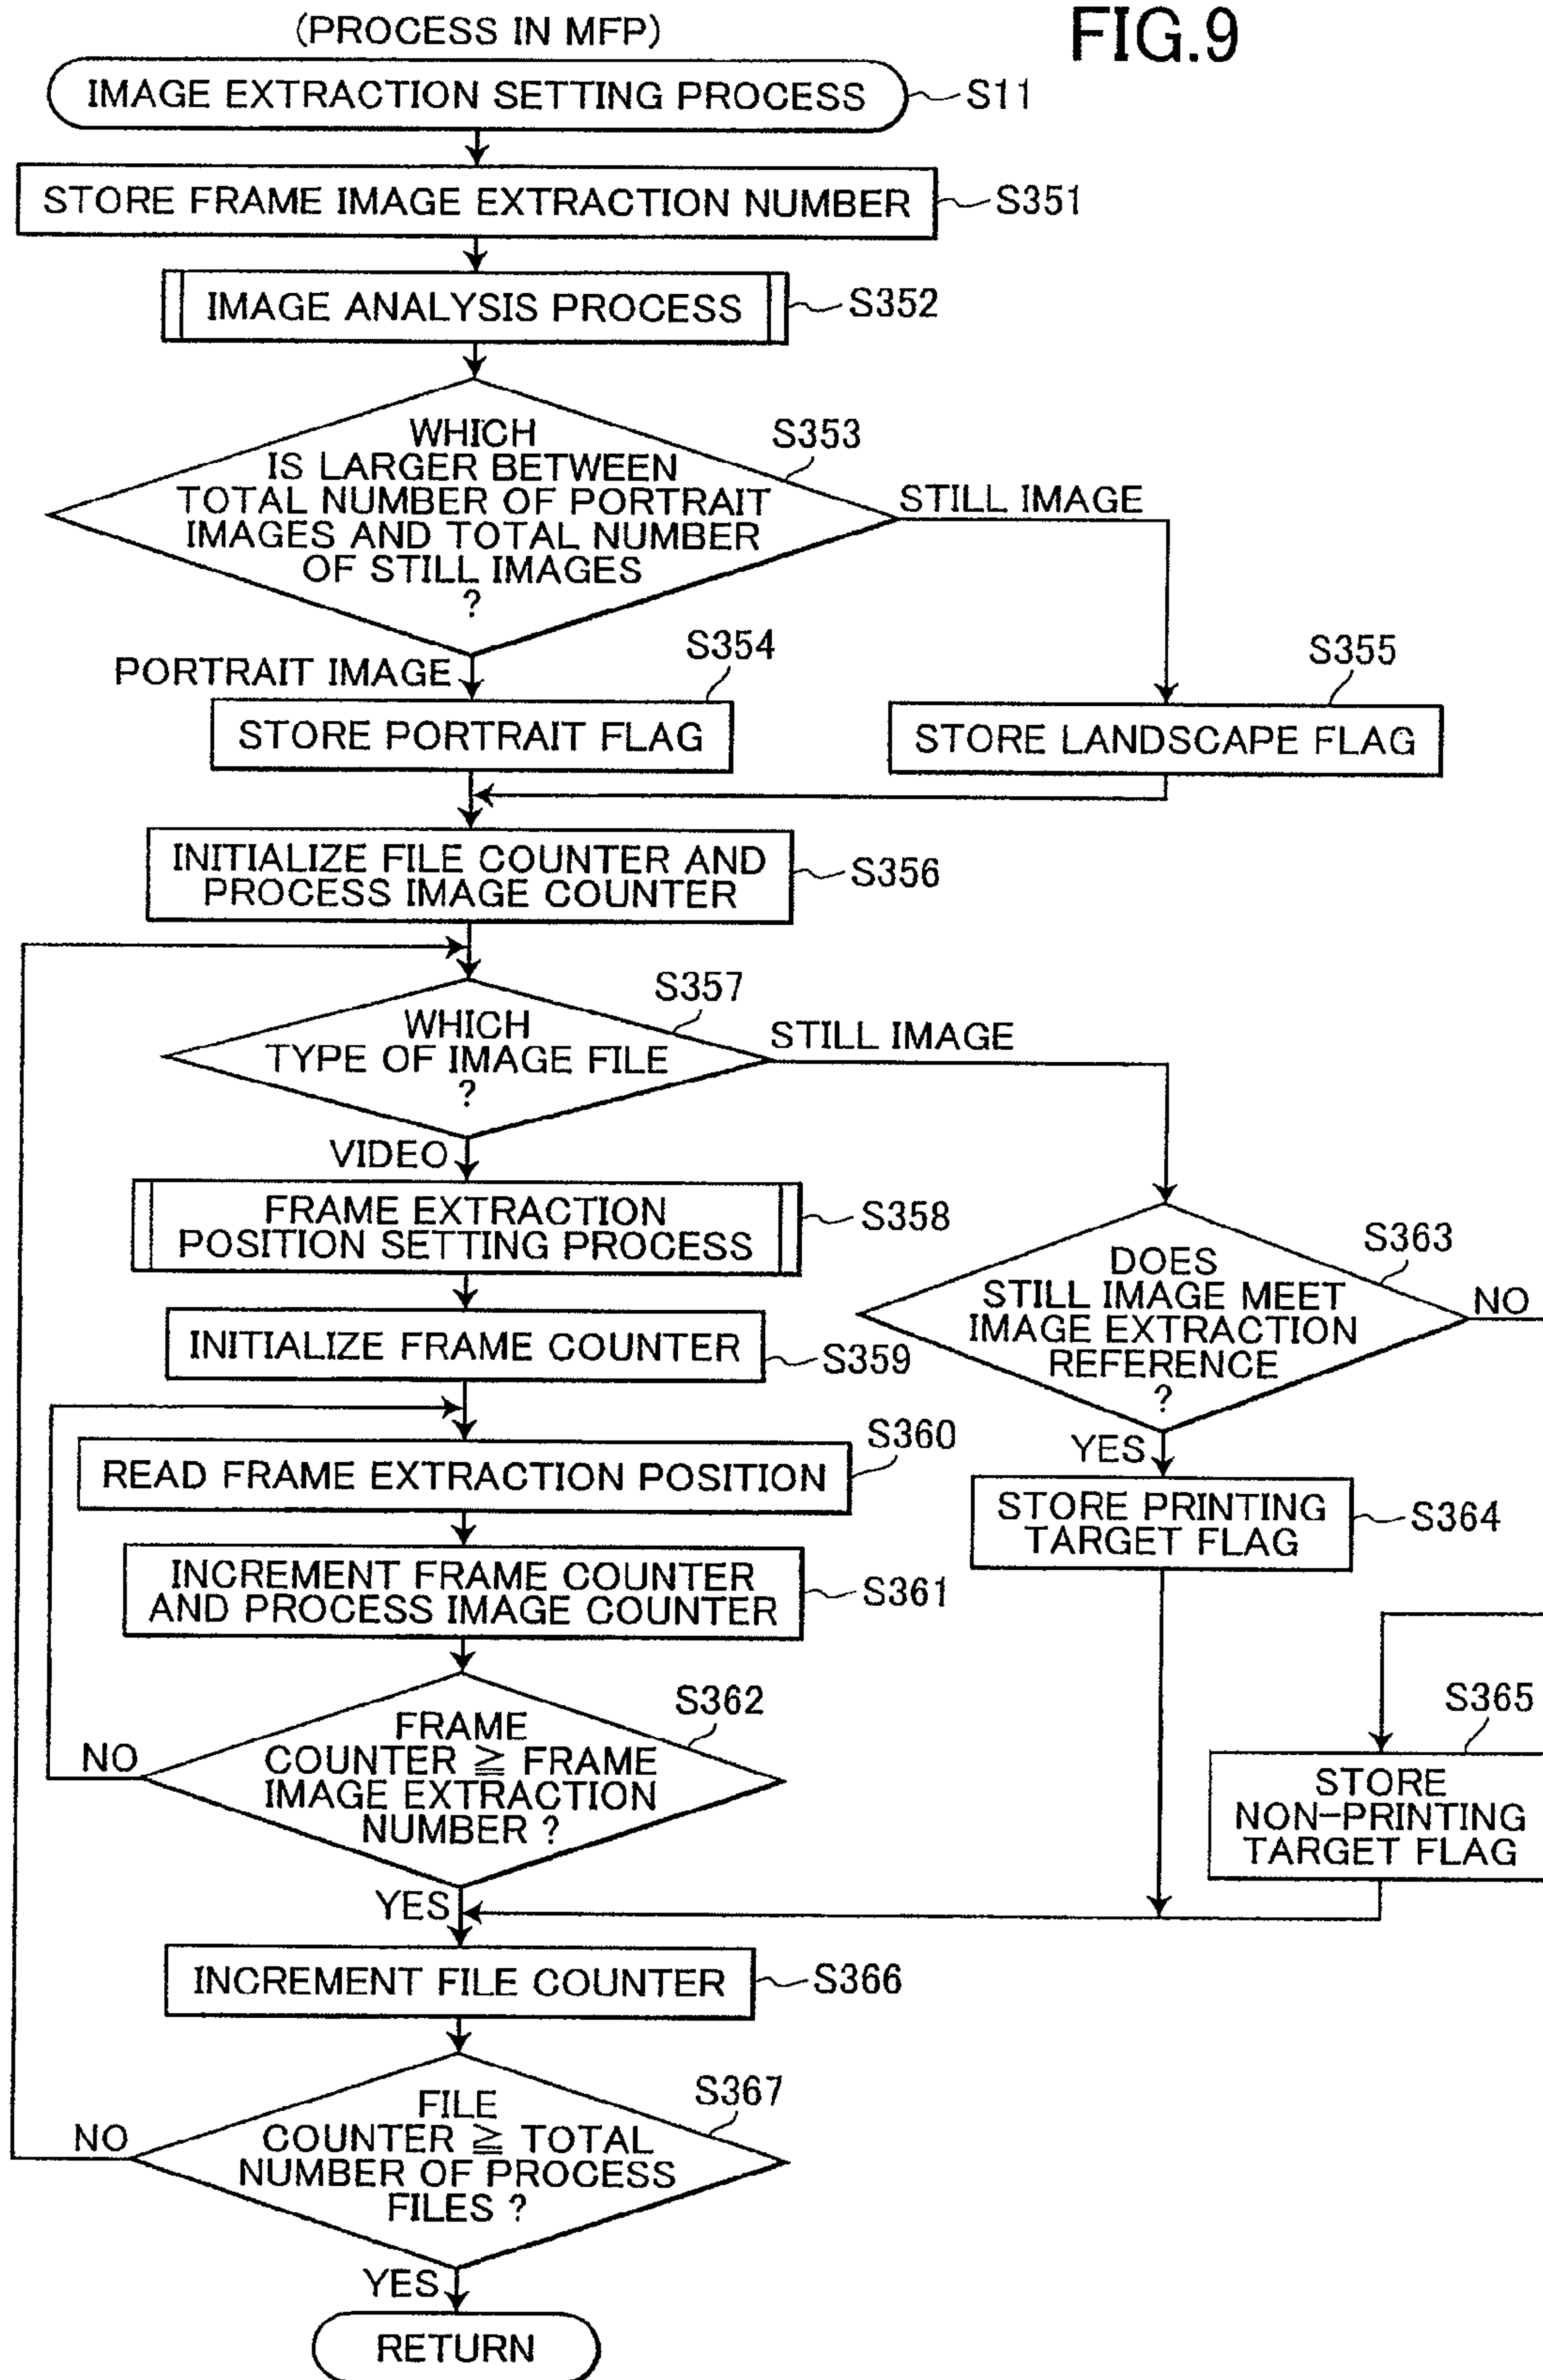 (PROCESS IN MFP)
FIG.9
IMAGE EXTRACTION SETTING PROCESS
S11
STORE FRAME IMAGE EXTRACTION NUMBER
S351
IMAGE ANALYSIS PROCESS
S352
WHICH
IS LARGER BETWEEN
TOTAL NUMBER OF PORTRAIT
IMAGES AND TOTAL NUMBER
OF STILL IMAGES
?
S353
STILL IMAGE
PORTRAIT IMAGE
S354
STORE PORTRAIT FLAG
S355
STORE LANDSCAPE FLAG
INITIALIZE FILE COUNTER AND
PROCESS IMAGE COUNTER
S356
WHICH
TYPE OF IMAGE FILE
?
S357
STILL IMAGE
VIDEO
FRAME EXTRACTION
POSITION SETTING PROCESS
S358
INITIALIZE FRAME COUNTER
S359
DOES
STILL IMAGE MEET
IMAGE EXTRACTION
REFERENCE
?
S363
NO
YES
READ FRAME EXTRACTION POSITION
S360
STORE PRINTING
TARGET FLAG
S364
INCREMENT FRAME COUNTER
AND PROCESS IMAGE COUNTER
S361
FRAME
COUNTER ≧ FRAME
IMAGE EXTRACTION
NUMBER ?
S362
NO
YES
S365
STORE
NON-PRINTING
TARGET FLAG
INCREMENT FILE COUNTER
S366
FILE
COUNTER ≧ TOTAL
NUMBER OF PROCESS
FILES ?
S367
NO
YES
RETURN